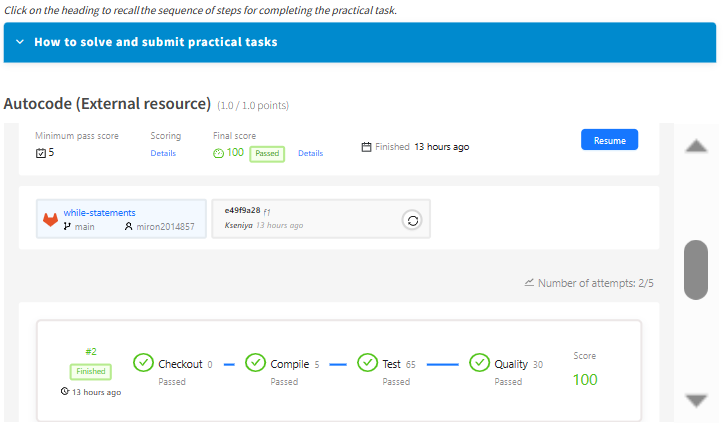 Click on the heading to recall the sequence of steps for completing the practical task.
How to solve and submit practical tasks
Autocode (External resource) (1.0 / 1.0 points)
Minimum pass score Scoring Final score
5 Details 100 Passed Details Finished 13 hours ago Resume
while-statements e49f9a28 f1
main miron2014857 Kseniya 13 hours ago
Number of attempts: 2/5
#2 Checkout 0 Compile 5 Test 65 Quality 30 Score
Finished Passed Passed Passed Passed 100
13 hours ago